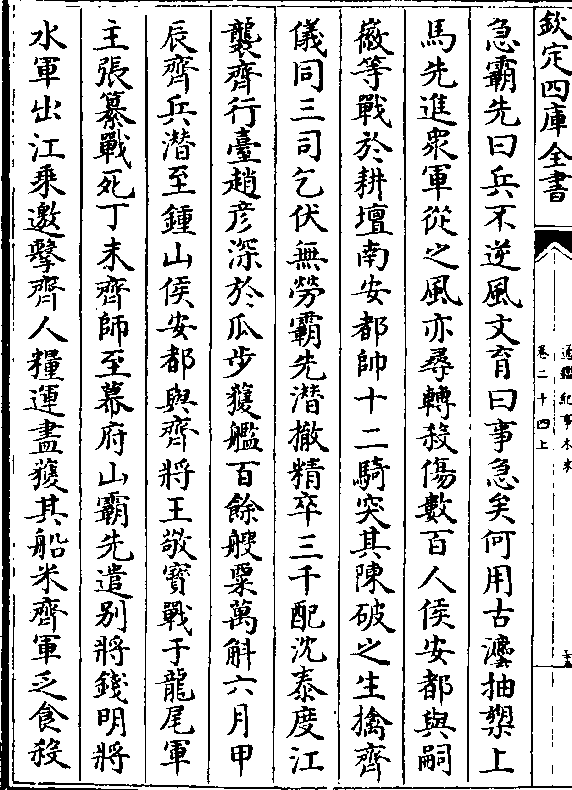 欽定四庫全書
通鑑紀事本末
卷二十四上
急霸先曰兵不逆風文育曰事急矣何用古灋抽槊上
馬先進衆軍從之風亦尋轉殺傷數百人侯安都與嗣
徽等戰於耕壇南安都帥十二騎突其陳破之生擒齊
儀同三司乞伏無勞霸先潛撤精卒三千配沈泰度江
襲齊行臺趙彦深於瓜步獲艦百餘艘粟萬斛六月甲
辰齊兵潛至鍾山侯安都與齊將王敬寶戰于龍尾軍
主張纂戰死丁未齊師至幕府山霸先遣别將錢明將
水軍出江乘邀擊齊人糧運盡獲其船米齊軍乏食殺